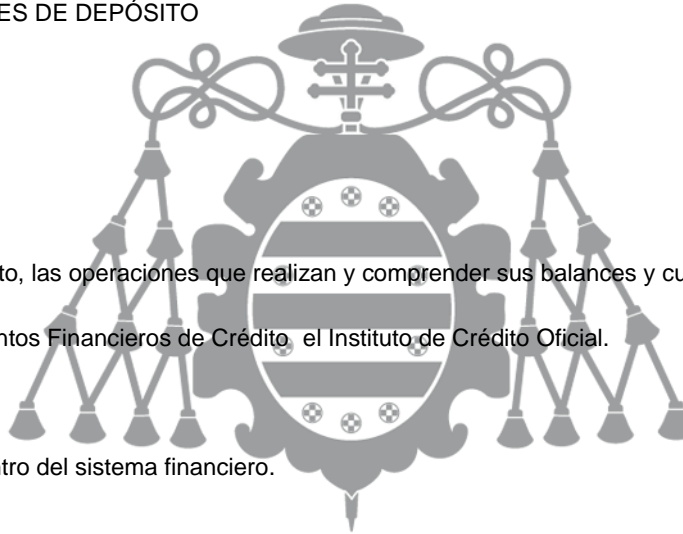 ES DE DEPÓSITO
to, las operaciones que realizan y comprender sus balances y cu
ntos Financieros de Crédito el Instituto de Crédito Oficial.
ntro del sistema financiero.